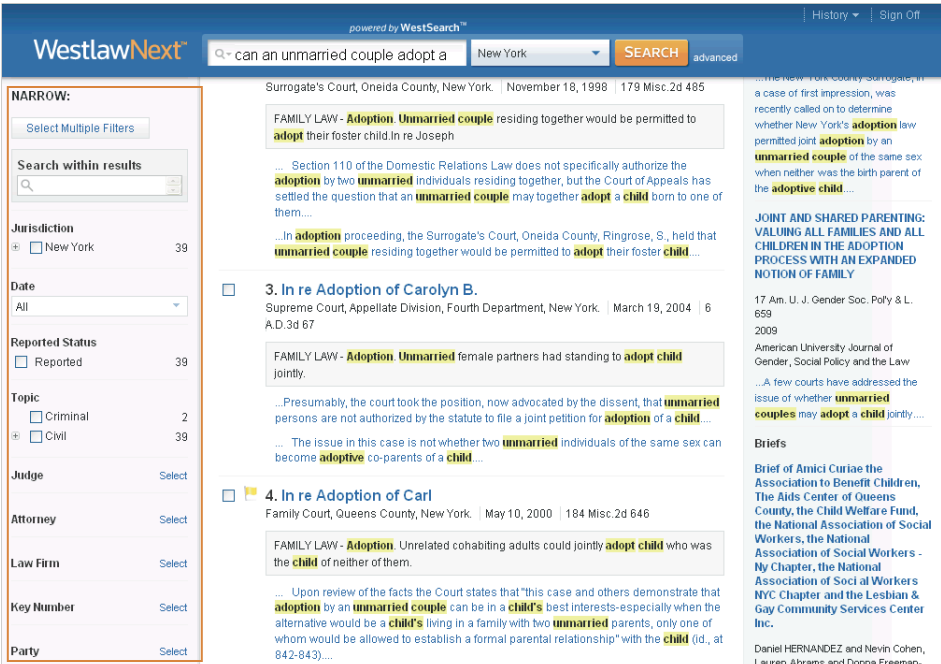 History
Sign Off
powered by WestSearch™
WestlawNext™
can an unmarried couple adopt a
New York
SEARCH
advanced
NARROW:
Select Multiple Filters
Search within results
Jurisdiction
New York 39
Date
All
Reported Status
Reported 39
Topic
Criminal 2
Civil 39
Judge Select
Attorney Select
Law Firm Select
Key Number Select
Party Select
Surrogate's Court, Oneida County, New York. November 18, 1998 179 Misc.2d 485
FAMILY LAW - Adoption. Unmarried couple residing together would be permitted to
adopt their foster child.In re Joseph
... Section 110 of the Domestic Relations Law does not specifically authorize the
adoption by two unmarried individuals residing together, but the Court of Appeals has
settled the question that an unmarried couple may together adopt a child born to one of
them....
...In adoption proceeding, the Surrogate's Court, Oneida County, Ringrose, S., held that
unmarried couple residing together would be permitted to adopt their foster child....
3. In re Adoption of Carolyn B.
Supreme Court, Appellate Division, Fourth Department, New York. March 19, 2004 6
A.D.3d 67
FAMILY LAW - Adoption. Unmarried female partners had standing to adopt child
jointly.
...Presumably, the court took the position, now advocated by the dissent, that unmarried
persons are not authorized by the statute to file a joint petition for adoption of a child....
... The issue in this case is not whether two unmarried individuals of the same sex can
become adoptive co-parents of a child....
4. In re Adoption of Carl
Family Court, Queens County, New York. May 10, 2000 184 Misc.2d 646
FAMILY LAW - Adoption. Unrelated cohabiting adults could jointly adopt child who was
the child of neither of them.
... Upon review of the facts the Court states that "this case and others demonstrate that
adoption by an unmarried couple can be in a child's best interests-especially when the
alternative would be a child's living in a family with two unmarried parents, only one of
whom would be allowed to establish a formal parental relationship" with the child (id., at
842-843)....
...The New York County Surrogate, in
a case of first impression, was
recently called on to determine
whether New York's adoption law
permitted joint adoption by an
unmarried couple of the same sex
when neither was the birth parent of
the adoptive child....
JOINT AND SHARED PARENTING:
VALUING ALL FAMILIES AND ALL
CHILDREN IN THE ADOPTION
PROCESS WITH AN EXPANDED
NOTION OF FAMILY
17 Am. U. J. Gender Soc. Pol'y & L.
659
2009
American University Journal of
Gender, Social Policy and the Law
...A few courts have addressed the
issue of whether unmarried
couples may adopt a child jointly....
Briefs
Brief of Amici Curiae the
Association to Benefit Children,
The Aids Center of Queens
County, the Child Welfare Fund,
the National Association of Social
Workers, the National
Association of Social Workers -
Ny Chapter, the National
Association of Soci al Workers
NYC Chapter and the Lesbian &
Gay Community Services Center
Inc.
Daniel HERNANDEZ and Nevin Cohen,
Lauren Abrams and Donna Freeman-